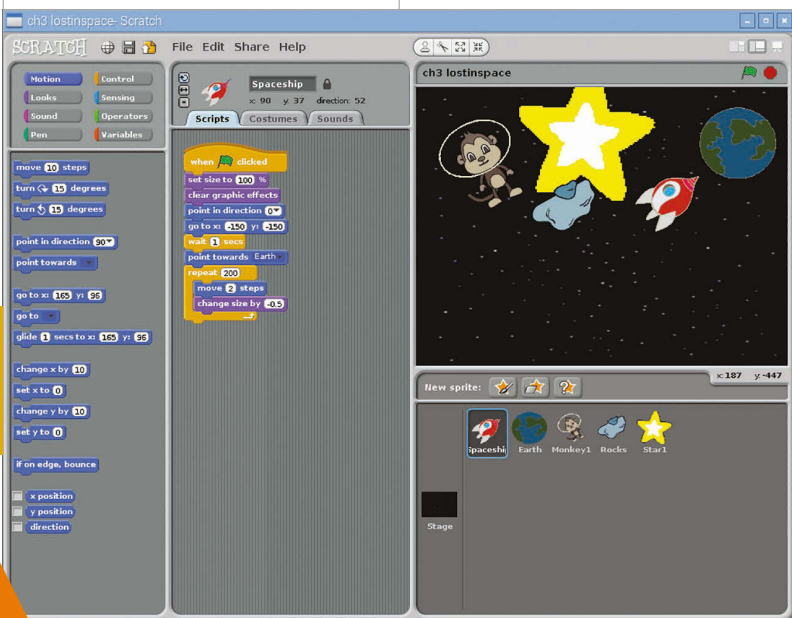 ch3 lostinspace- Scratch
SCRATCH File Edit Share Help
Motion Control
Looks Sensing
Sound Operators
Pen Variables
move 10 steps
turn 15 degrees
turn 15 degrees
point in direction 90
point towards
go to x: 165 y: 96
go to
glide 1 secs to x: 165 y: 96
change x by 10
set x to 0
change y by 10
set y to 0
if on edge, bounce
x position
y position
direction
Spaceship
x: 90 y: 37 direction: 52
Scripts Costumes Sounds
when clicked
set size to 100 %
clear graphic effects
point in direction 0
go to x: -150 y: -150
wait 1 secs
point towards Earth
repeat 200
move 2 steps
change size by -0.5
ch3 lostinspace
x: 187 y: -447
New sprite:
Spaceship Earth Monkey1 Rocks Star1
Stage